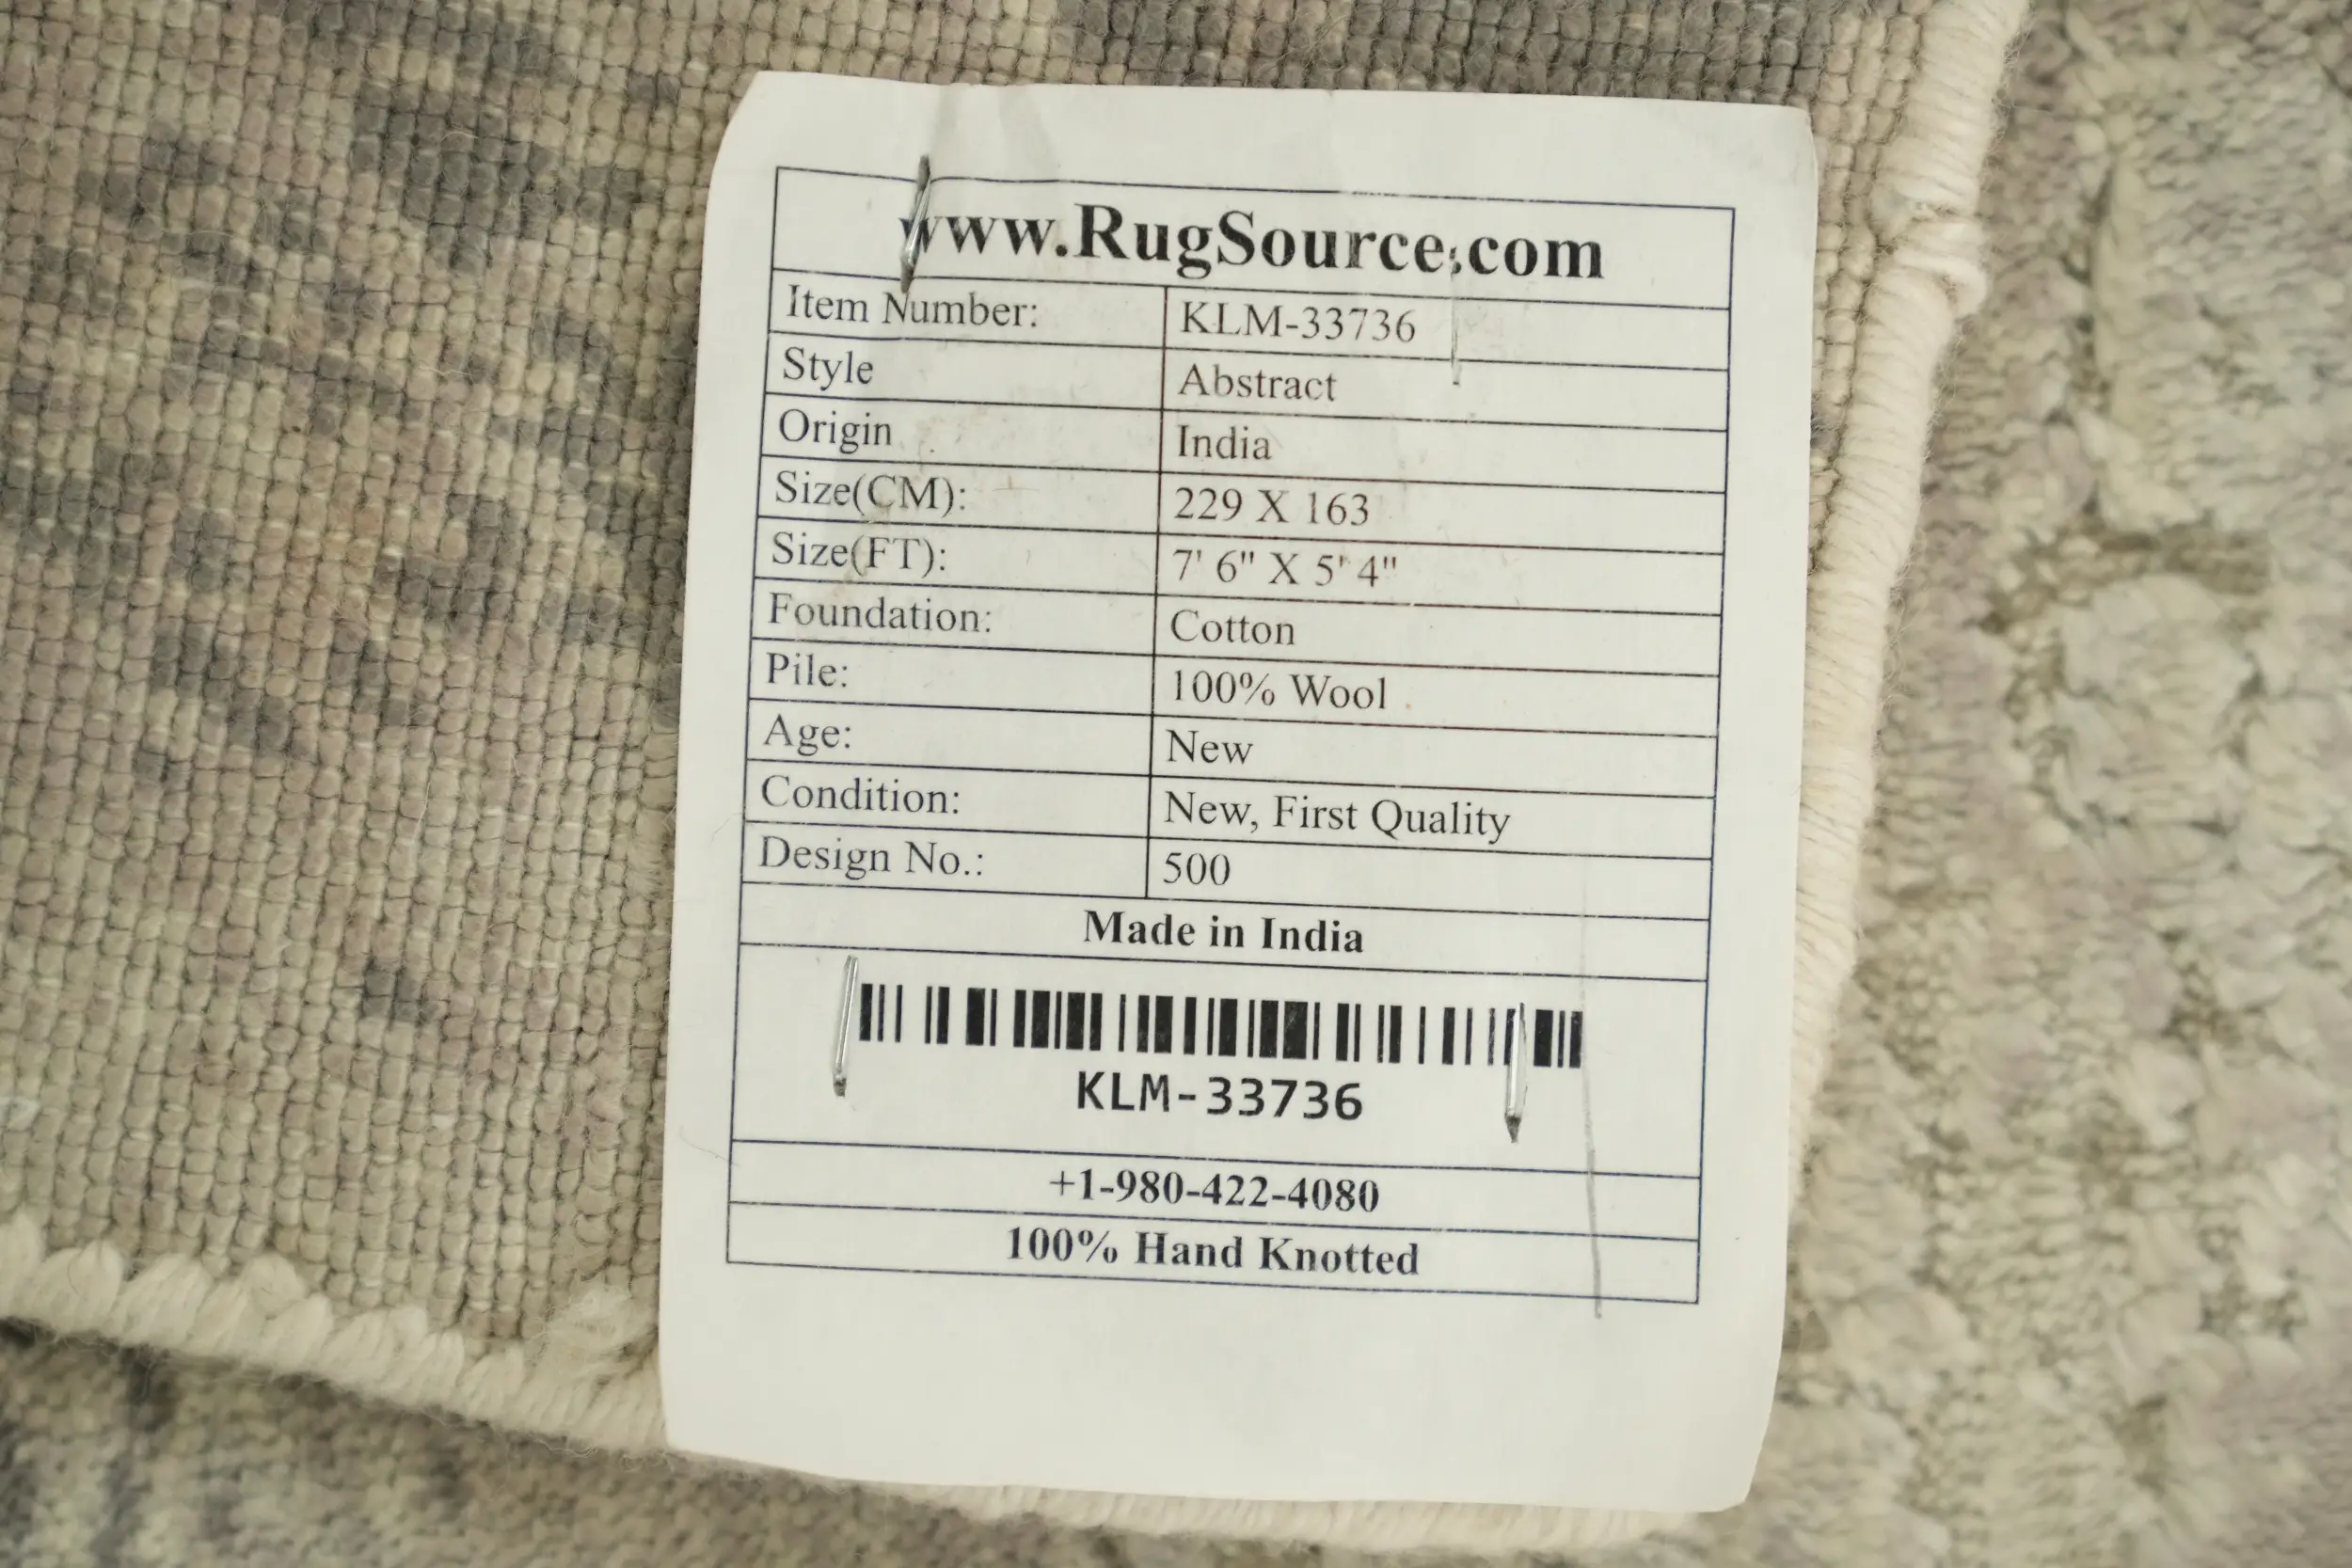 www.RugSource.com
Item Number: KLM-33736
Style Abstract
Origin India
Size(CM): 229 X 163
Size(FT): 7' 6" X 5' 4"
Foundation: Cotton
Pile: 100% Wool
Age: New
Condition: New, First Quality
Design No.: 500
Made in India
KLM-33736
+1-980-422-4080
100% Hand Knotted